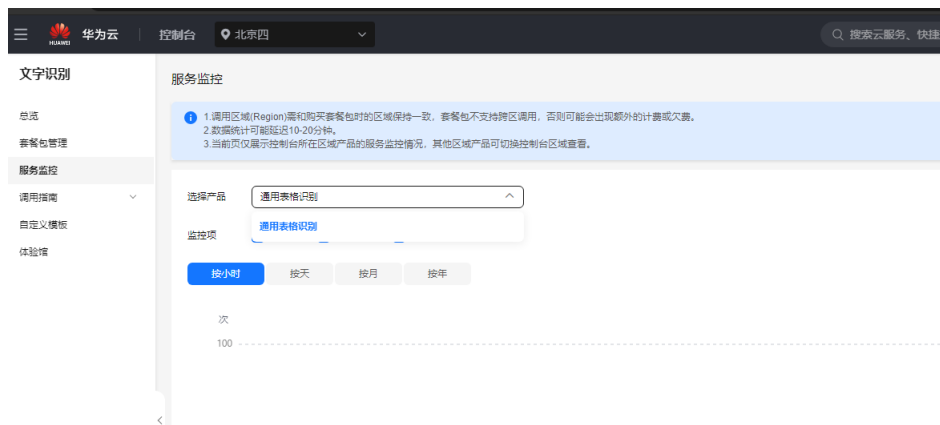 HUAWEI 华为云 控制台 北京四 搜索云服务、快捷
文字识别
服务监控
总览
套餐包管理
服务监控
调用指南
自定义模板
体验馆
1.调用区域(Region)需和购买套餐包时的区域保持一致，套餐包不支持跨区调用，否则可能会出现额外的计费或欠费。
2.数据统计可能延迟10-20分钟。
3.当前页仅展示控制台所在区域产品的服务监控情况，其他区域产品可切换控制台区域查看。
选择产品 通用表格识别
通用表格识别
监控项
按小时 按天 按月 按年
次
100